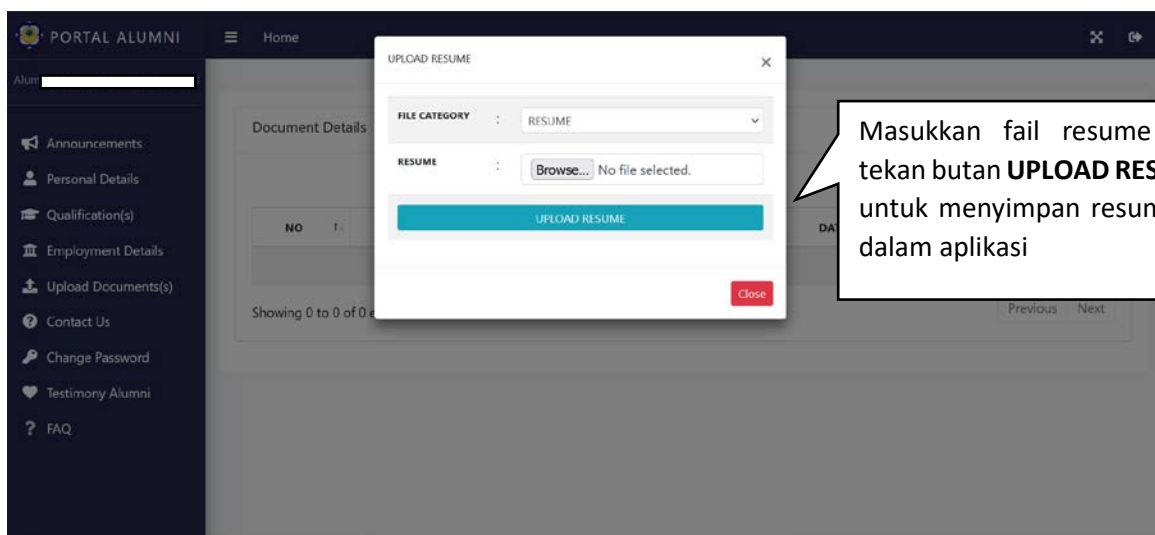 PORTAL ALUMNI
Home
Announcements
Personal Details
Qualification(s)
Employment Details
Upload Documents(s)
Contact Us
Change Password
Testimony Alumni
FAQ
Document Details
NO
Showing 0 to 0 of 0
Previous Next
UPLOAD RESUME
×
FILE CATEGORY : RESUME
RESUME : Browse... No file selected.
UPLOAD RESUME
Close
Masukkan fail resume
tekan butan UPLOAD RES
untuk menyimpan resum
dalam aplikasi